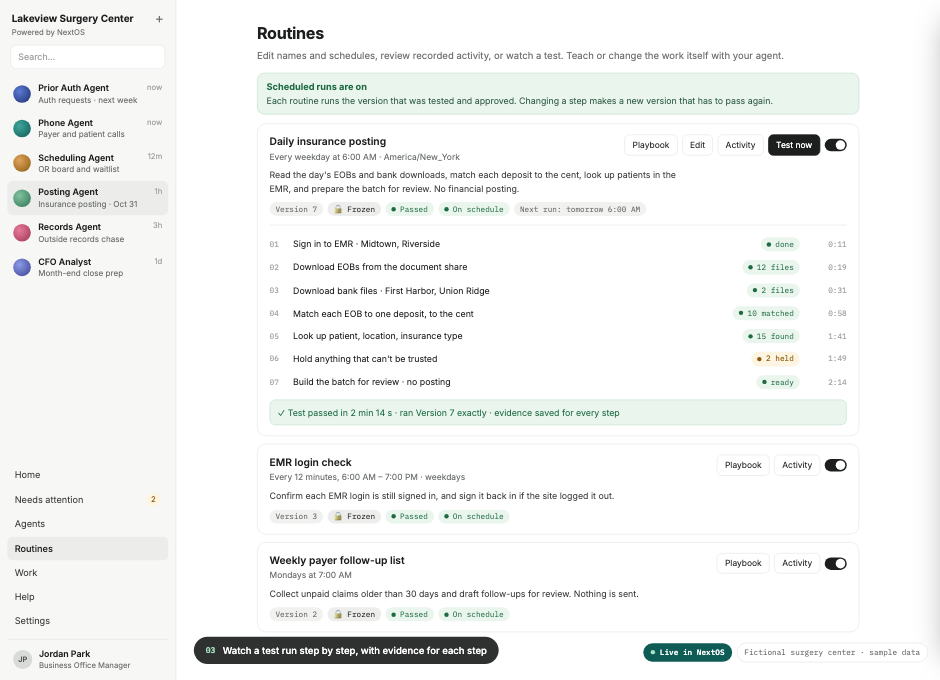 Lakeview Surgery Center +
Powered by NextOS
Search...
Prior Auth Agent now
Auth requests · next week
Phone Agent now
Payer and patient calls
Scheduling Agent 12m
OR board and waitlist
Posting Agent 1h
Insurance posting · Oct 31
Records Agent 3h
Outside records chase
CFO Analyst 1d
Month-end close prep
Home
Needs attention 2
Agents
Routines
Work
Help
Settings
JP Jordan Park
Business Office Manager
Routines
Edit names and schedules, review recorded activity, or watch a test. Teach or change the work itself with your agent.
Scheduled runs are on
Each routine runs the version that was tested and approved. Changing a step makes a new version that has to pass again.
Daily insurance posting Playbook Edit Activity Test now
Every weekday at 6:00 AM · America/New_York
Read the day's EOBs and bank downloads, match each deposit to the cent, look up patients in the
EMR, and prepare the batch for review. No financial posting.
Version 7 🔒 Frozen ● Passed ● On schedule Next run: tomorrow 6:00 AM
01 Sign in to EMR · Midtown, Riverside ● done 0:11
02 Download EOBs from the document share ● 12 files 0:19
03 Download bank files · First Harbor, Union Ridge ● 2 files 0:31
04 Match each EOB to one deposit, to the cent ● 10 matched 0:58
05 Look up patient, location, insurance type ● 15 found 1:41
06 Hold anything that can't be trusted ● 2 held 1:49
07 Build the batch for review · no posting ● ready 2:14
✓ Test passed in 2 min 14 s · ran Version 7 exactly · evidence saved for every step
EMR login check Playbook Activity
Every 12 minutes, 6:00 AM – 7:00 PM · weekdays
Confirm each EMR login is still signed in, and sign it back in if the site logged it out.
Version 3 🔒 Frozen ● Passed ● On schedule
Weekly payer follow-up list Playbook Activity
Mondays at 7:00 AM
Collect unpaid claims older than 30 days and draft follow-ups for review. Nothing is sent.
Version 2 🔒 Frozen ● Passed ● On schedule
03 Watch a test run step by step, with evidence for each step
● Live in NextOS Fictional surgery center · sample data